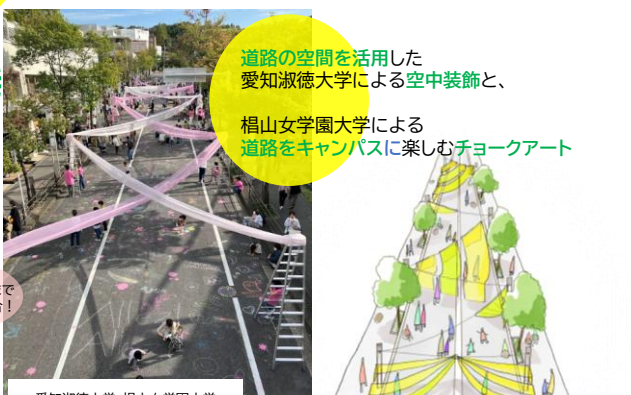 道路の空間を活用した
愛知淑徳大学による空中装飾と、
椙山女学園大学による
道路をキャンパスに楽しむチョークアート